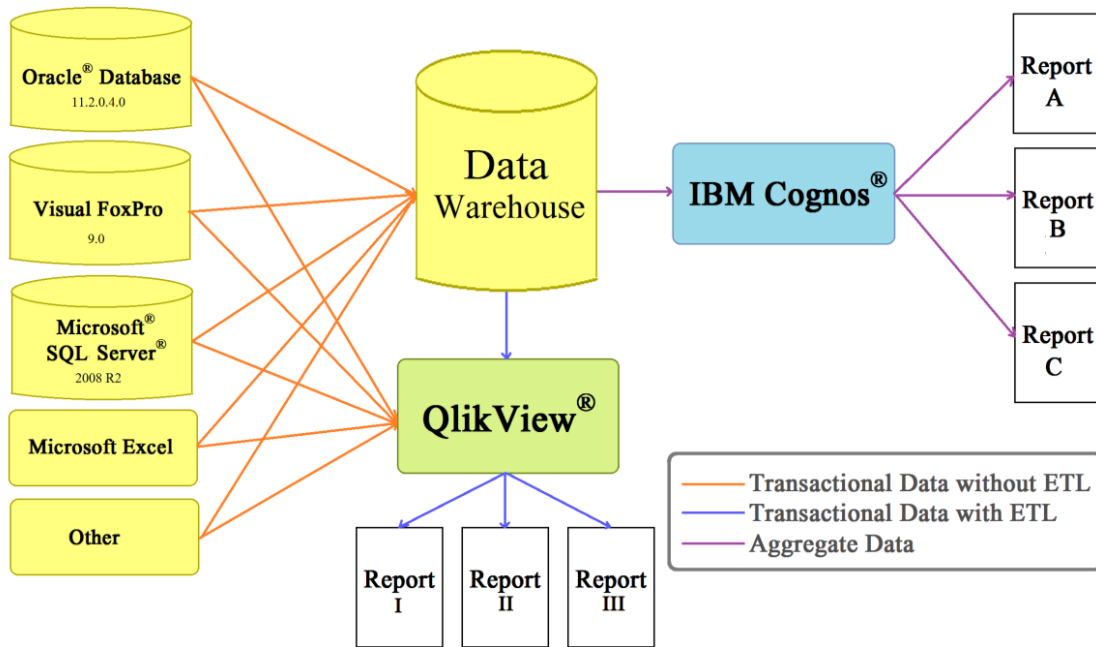 Oracle® Database
11.2.0.4.0
Visual FoxPro
9.0
Microsoft®
SQL Server®
2008 R2
Microsoft Excel
Other
Data
Warehouse
QlikView®
IBM Cognos®
Report
A
Report
B
Report
C
Report
I
Report
II
Report
III
Transactional Data without ETL
Transactional Data with ETL
Aggregate Data